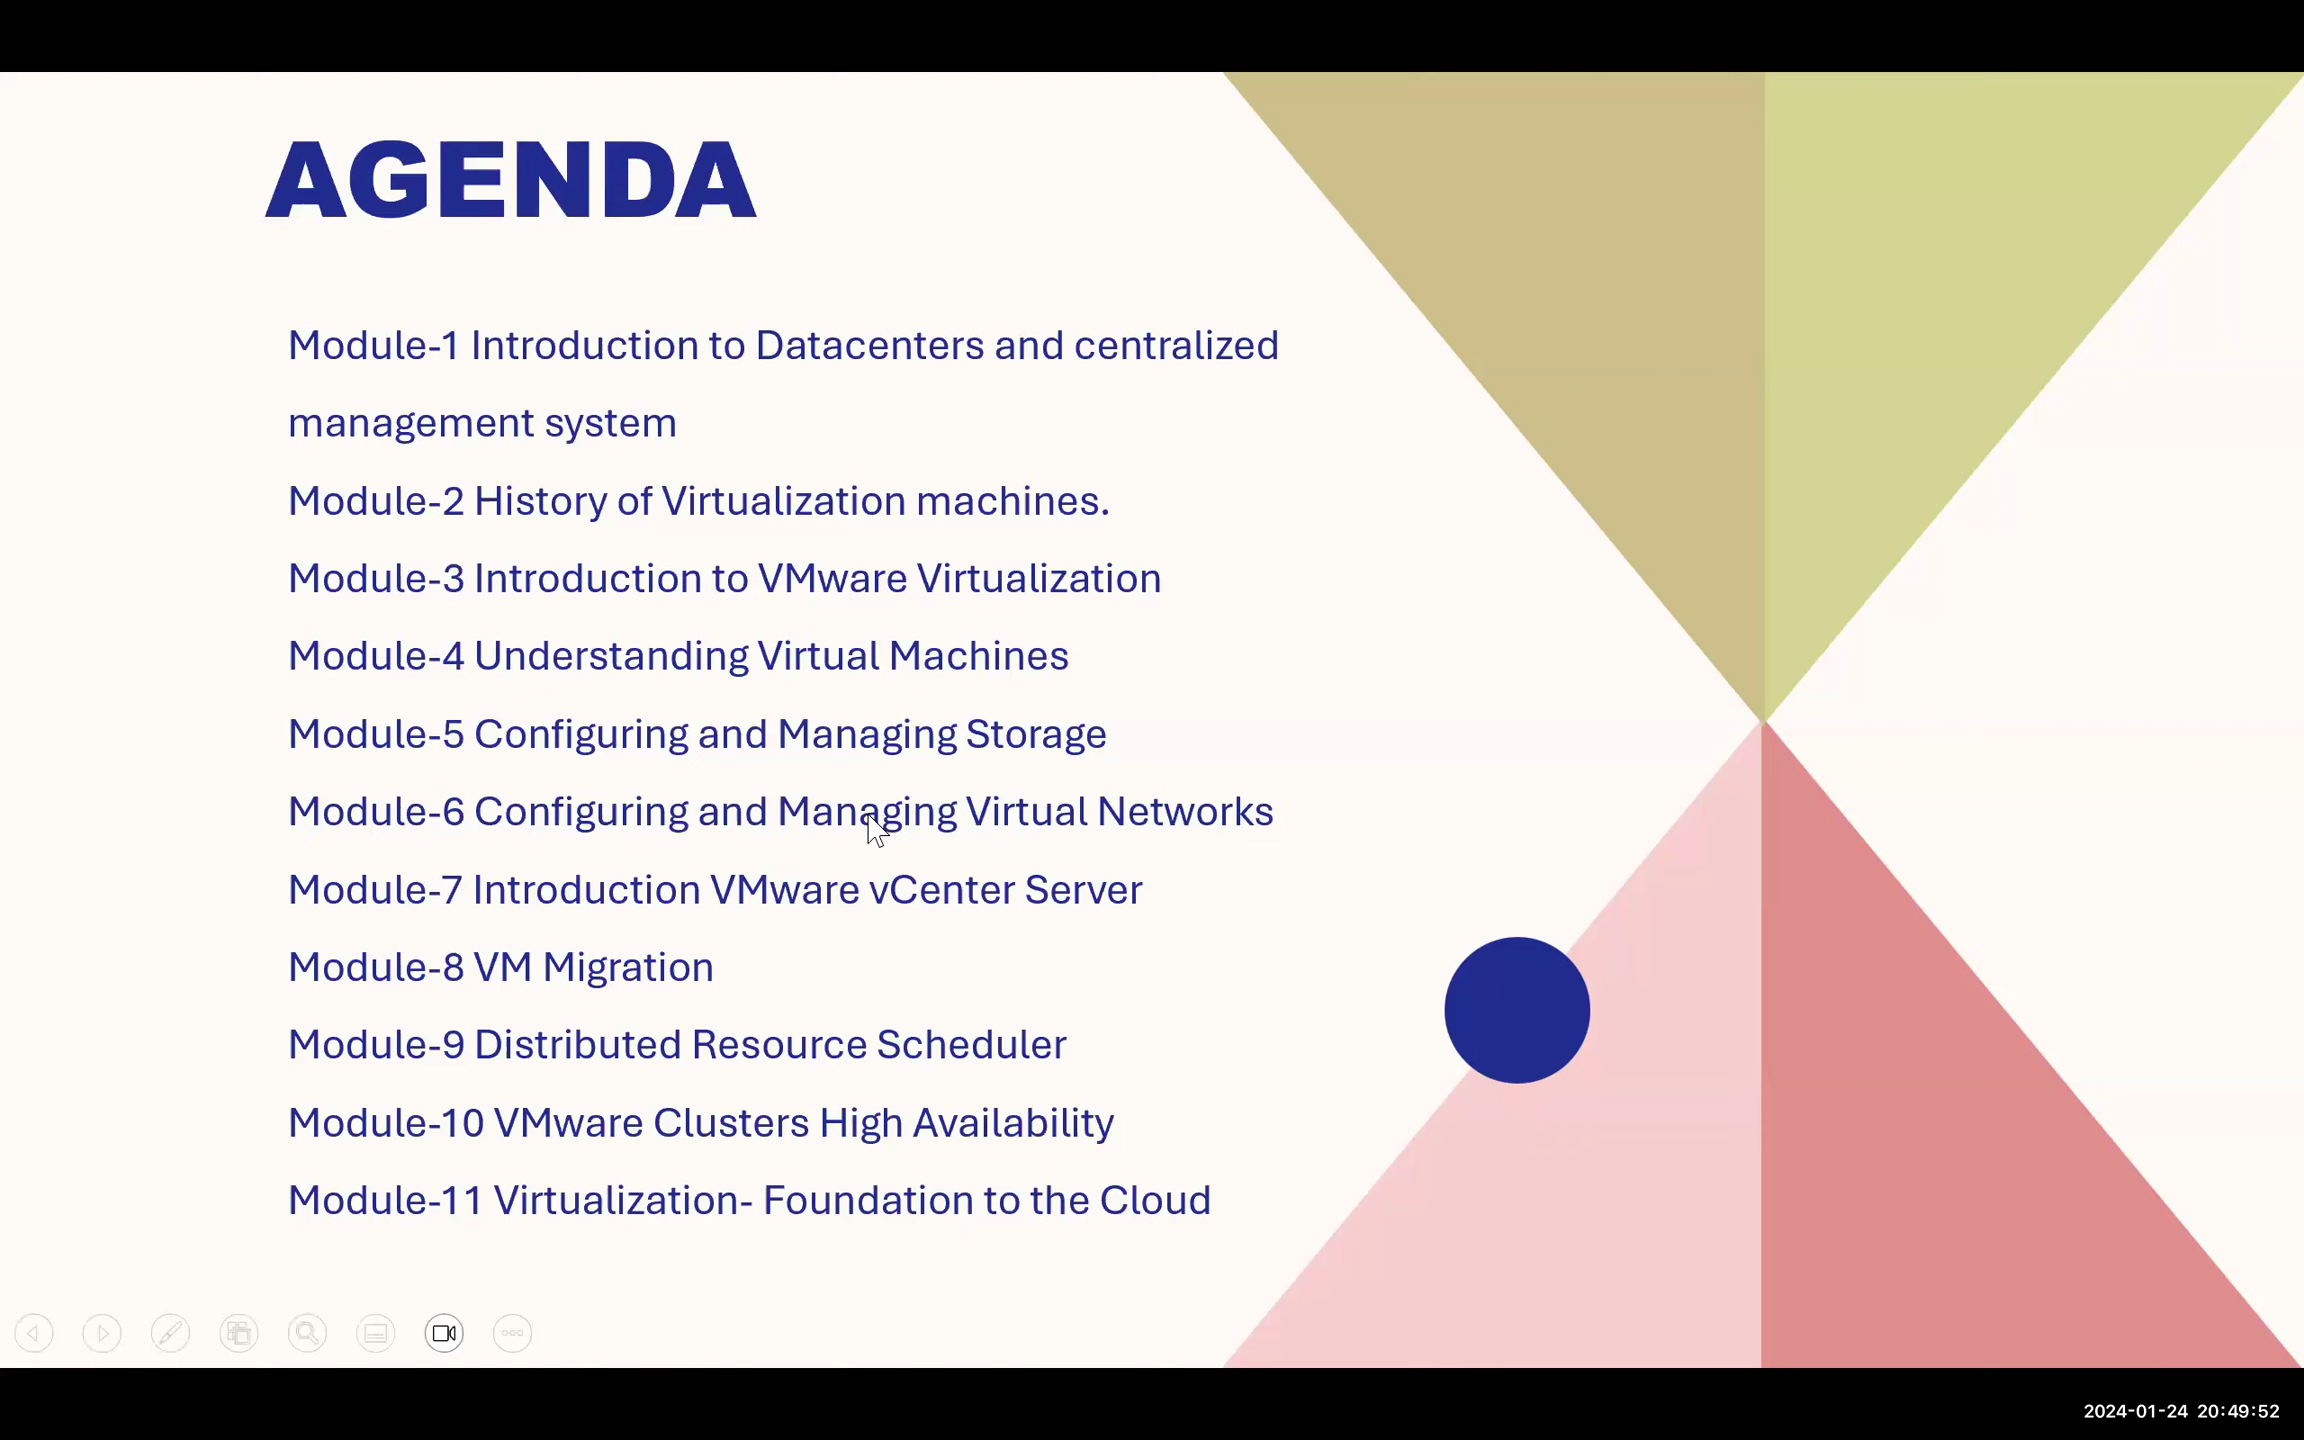 AGENDA
Module-1 Introduction to Datacenters and centralized
management system
Module-2 History of Virtualization machines.
Module-3 Introduction to VMware Virtualization
Module-4 Understanding Virtual Machines
Module-5 Configuring and Managing Storage
Module-6 Configuring and Managing Virtual Networks
Module-7 Introduction VMware vCenter Server
Module-8 VM Migration
Module-9 Distributed Resource Scheduler
Module-10 VMware Clusters High Availability
Module-11 Virtualization- Foundation to the Cloud
2024-01-24 20:49:52